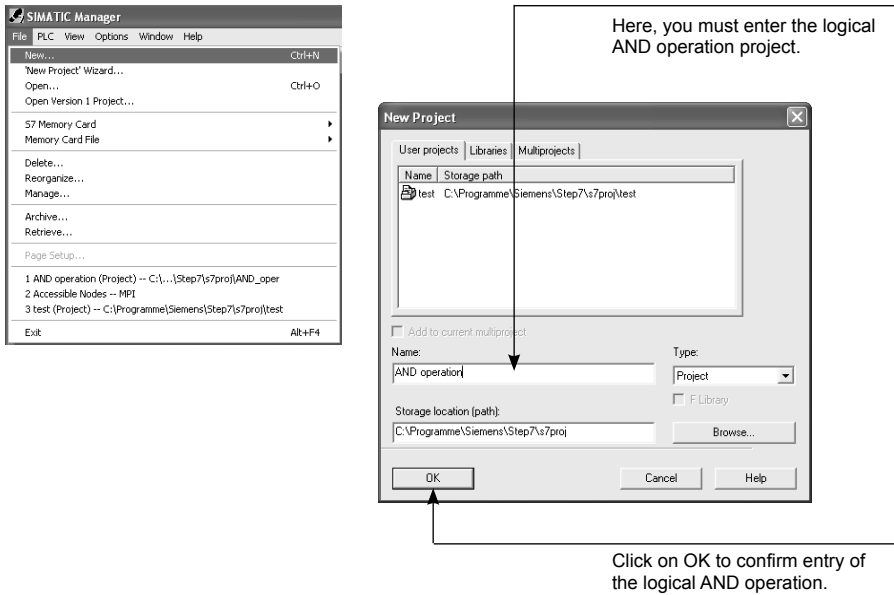 SIMATIC Manager
File PLC View Options Window Help
New... Ctrl+N
'New Project' Wizard...
Open... Ctrl+O
Open Version 1 Project...
S7 Memory Card
Memory Card File
Delete...
Reorganize...
Manage...
Archive...
Retrieve...
Page Setup...
1 AND operation (Project) -- C:\...\Step7\s7proj\AND_oper
2 Accessible Nodes -- MPI
3 test (Project) -- C:\Programme\Siemens\Step7\s7proj\test
Exit Alt+F4
Here, you must enter the logical
AND operation project.
New Project
User projects Libraries Multiprojects
Name Storage path
test C:\Programme\Siemens\Step7\s7proj\test
Add to current multiproject
Name: Type:
AND operation Project
F Library
Storage location (path):
C:\Programme\Siemens\Step7\s7proj Browse...
OK Cancel Help
Click on OK to confirm entry of
the logical AND operation.